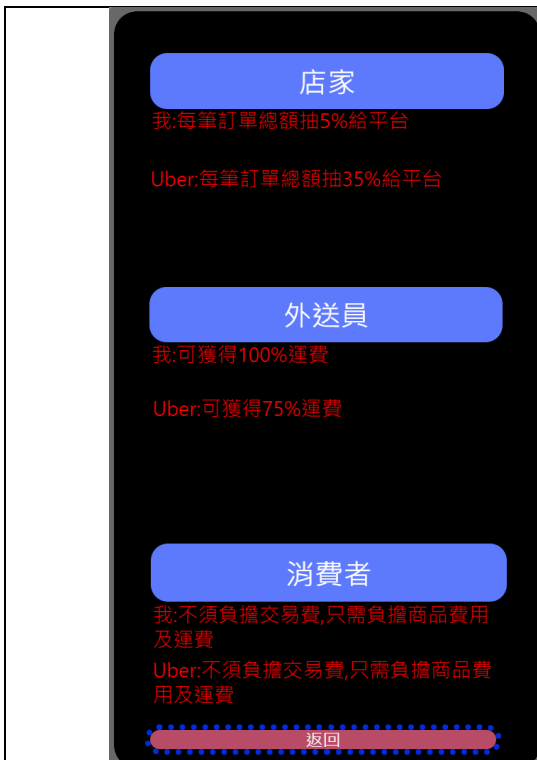 店家
我:每筆訂單總額抽5%給平台
Uber:每筆訂單總額抽35%給平台
外送員
我:可獲得100%運費
Uber:可獲得75%運費
消費者
我:不須負擔交易費,只需負擔商品費用
及運費
Uber:不須負擔交易費,只需負擔商品費
用及運費
返回